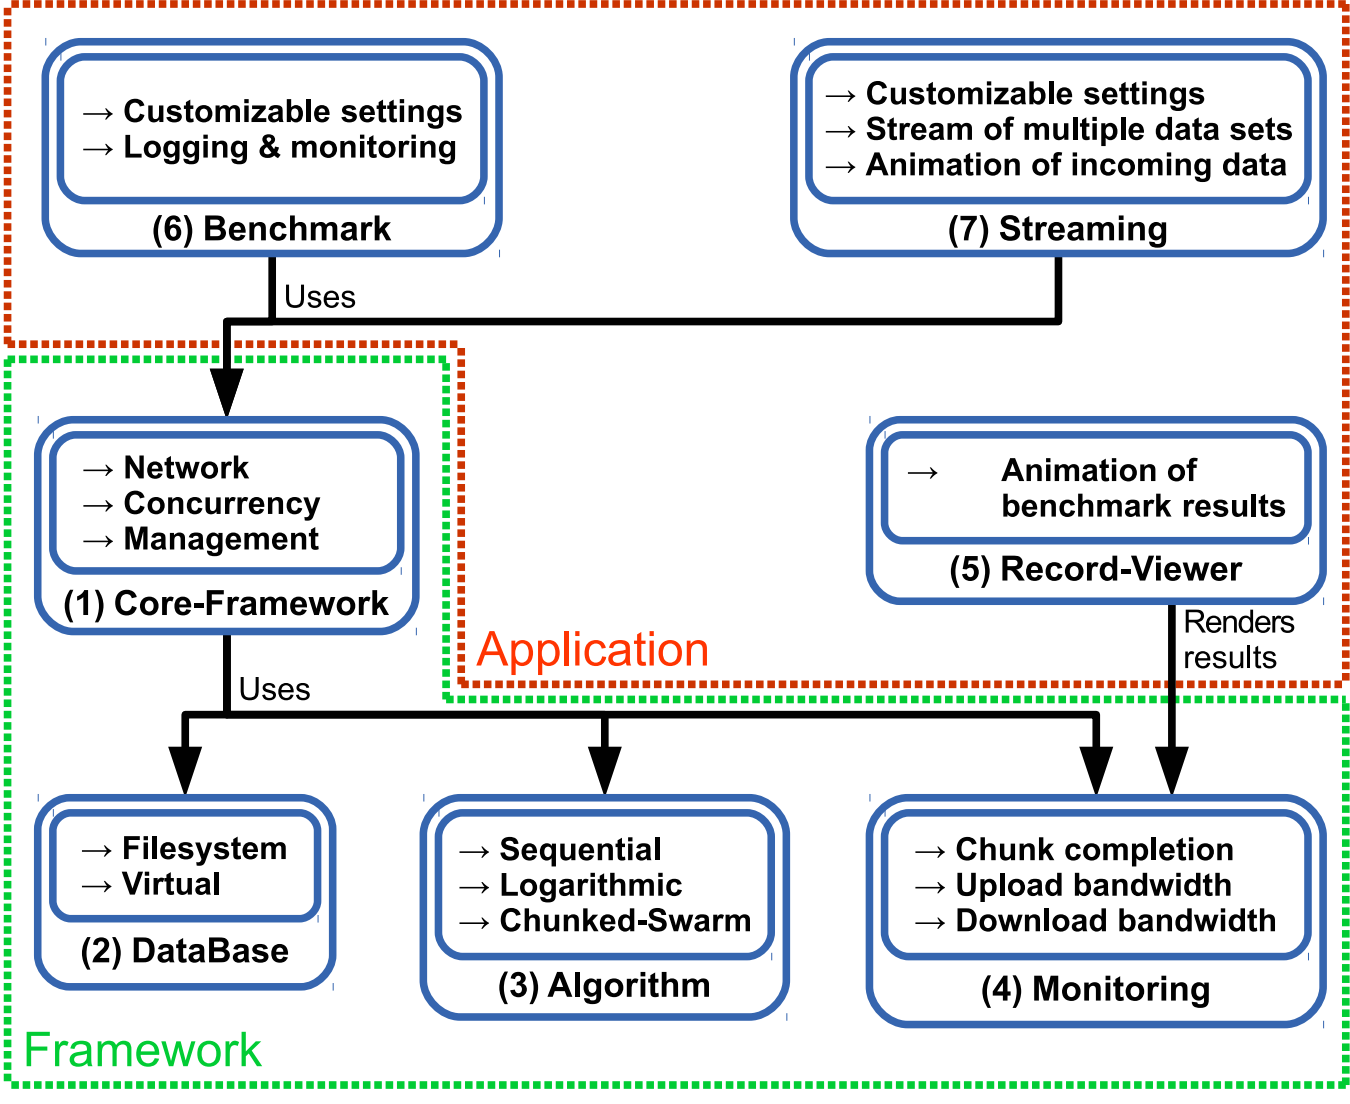 → Customizable settings
→ Logging & monitoring
(6) Benchmark
→ Customizable settings
→ Stream of multiple data sets
→ Animation of incoming data
(7) Streaming
Uses
→ Network
→ Concurrency
→ Management
(1) Core-Framework
→ Animation of
benchmark results
(5) Record-Viewer
Renders
results
Application
Uses
→ Filesystem
→ Virtual
(2) DataBase
→ Sequential
→ Logarithmic
→ Chunked-Swarm
(3) Algorithm
→ Chunk completion
→ Upload bandwidth
→ Download bandwidth
(4) Monitoring
Framework